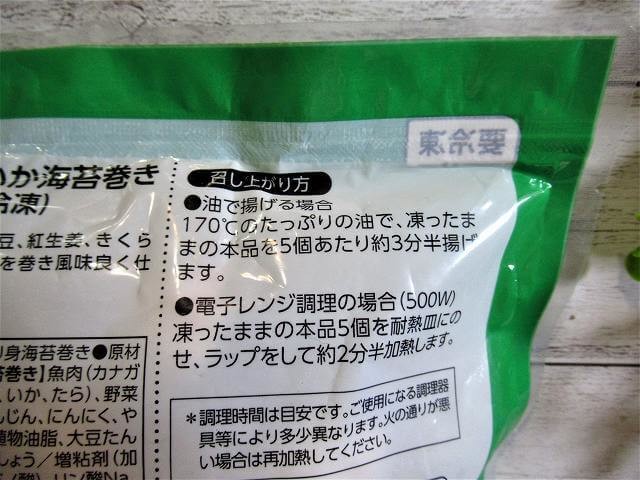 要冷凍
いか海苔巻き
冷凍)
豆、紅生姜、きくら
を巻き風味良く仕
り身海苔巻き●原材
苔巻き】魚肉(カナガ
、いか、たら)、野菜
んじん、にんにく、や
植物油脂、大豆たん
しょう/増粘剤(加
召し上がり方
●油で揚げる場合
170℃のたっぷりの油で、凍ったま
まの本品を5個あたり約3分半揚げ
ます。
●電子レンジ調理の場合(500W)
凍ったままの本品5個を耐熱皿にの
せ、ラップをして約2分半加熱します。
＊調理時間は目安です。ご使用になる調理器
具等により多少異なります。火の通りが悪
い場合は再加熱してください。